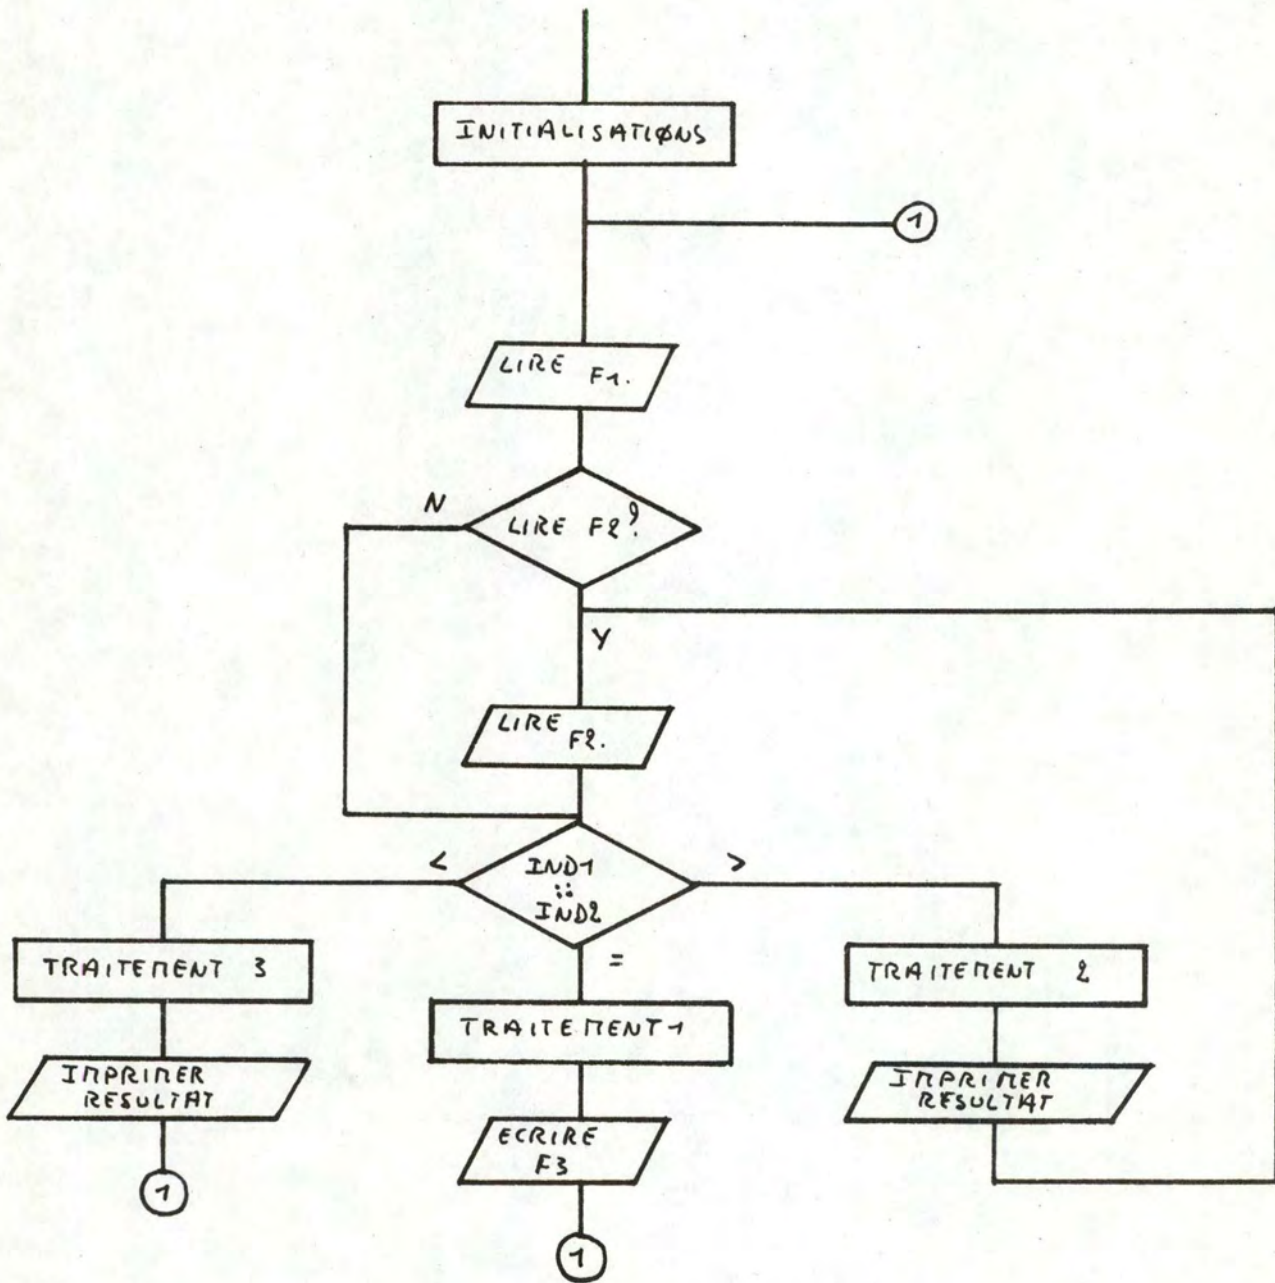 INITIALISATIØNS
1
LIRE F1.
N
LIRE F2?
Y
LIRE
F2.
<
IND1
::
IND2
>
=
TRAITEMENT 3
TRAITEMENT 1
TRAITEMENT 2
IMPRIMER
RESULTAT
ECRIRE
F3
IMPRIMER
RESULTAT
1
1